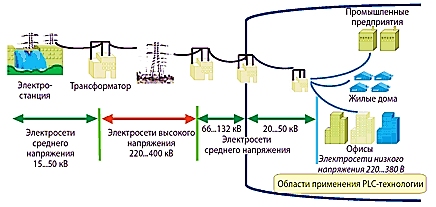 Промышленные
предприятия
Электро-
станция
Трансформатор
Жилые дома
66...132 кВ
20...50 кВ
Электросети
среднего
напряжения
15...50 кВ
Электросети высокого
напряжения
220...400 кВ
Электросети
среднего напряжения
Офисы
Электросети низкого
напряжения 220...380 В
Области применения PLC-технологии